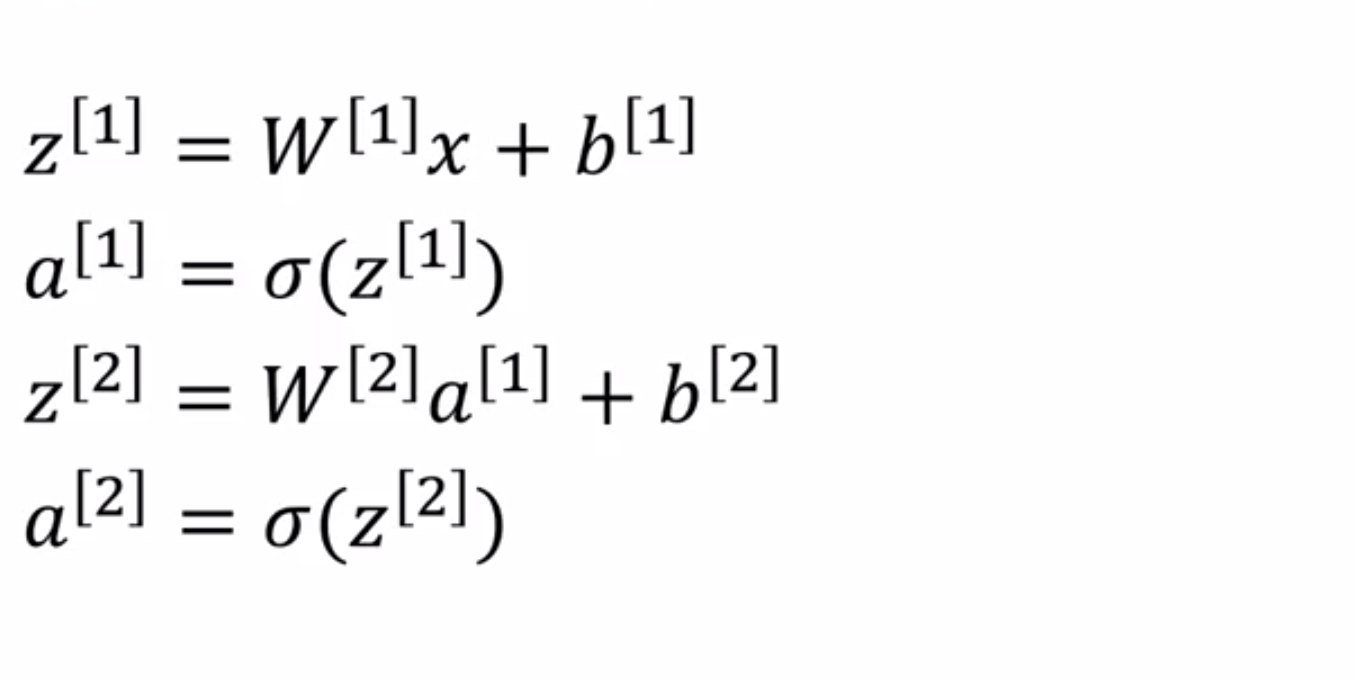 z^[1] = W^[1]x + b^[1]
a^[1] = σ(z^[1])
z^[2] = W^[2]a^[1] + b^[2]
a^[2] = σ(z^[2])